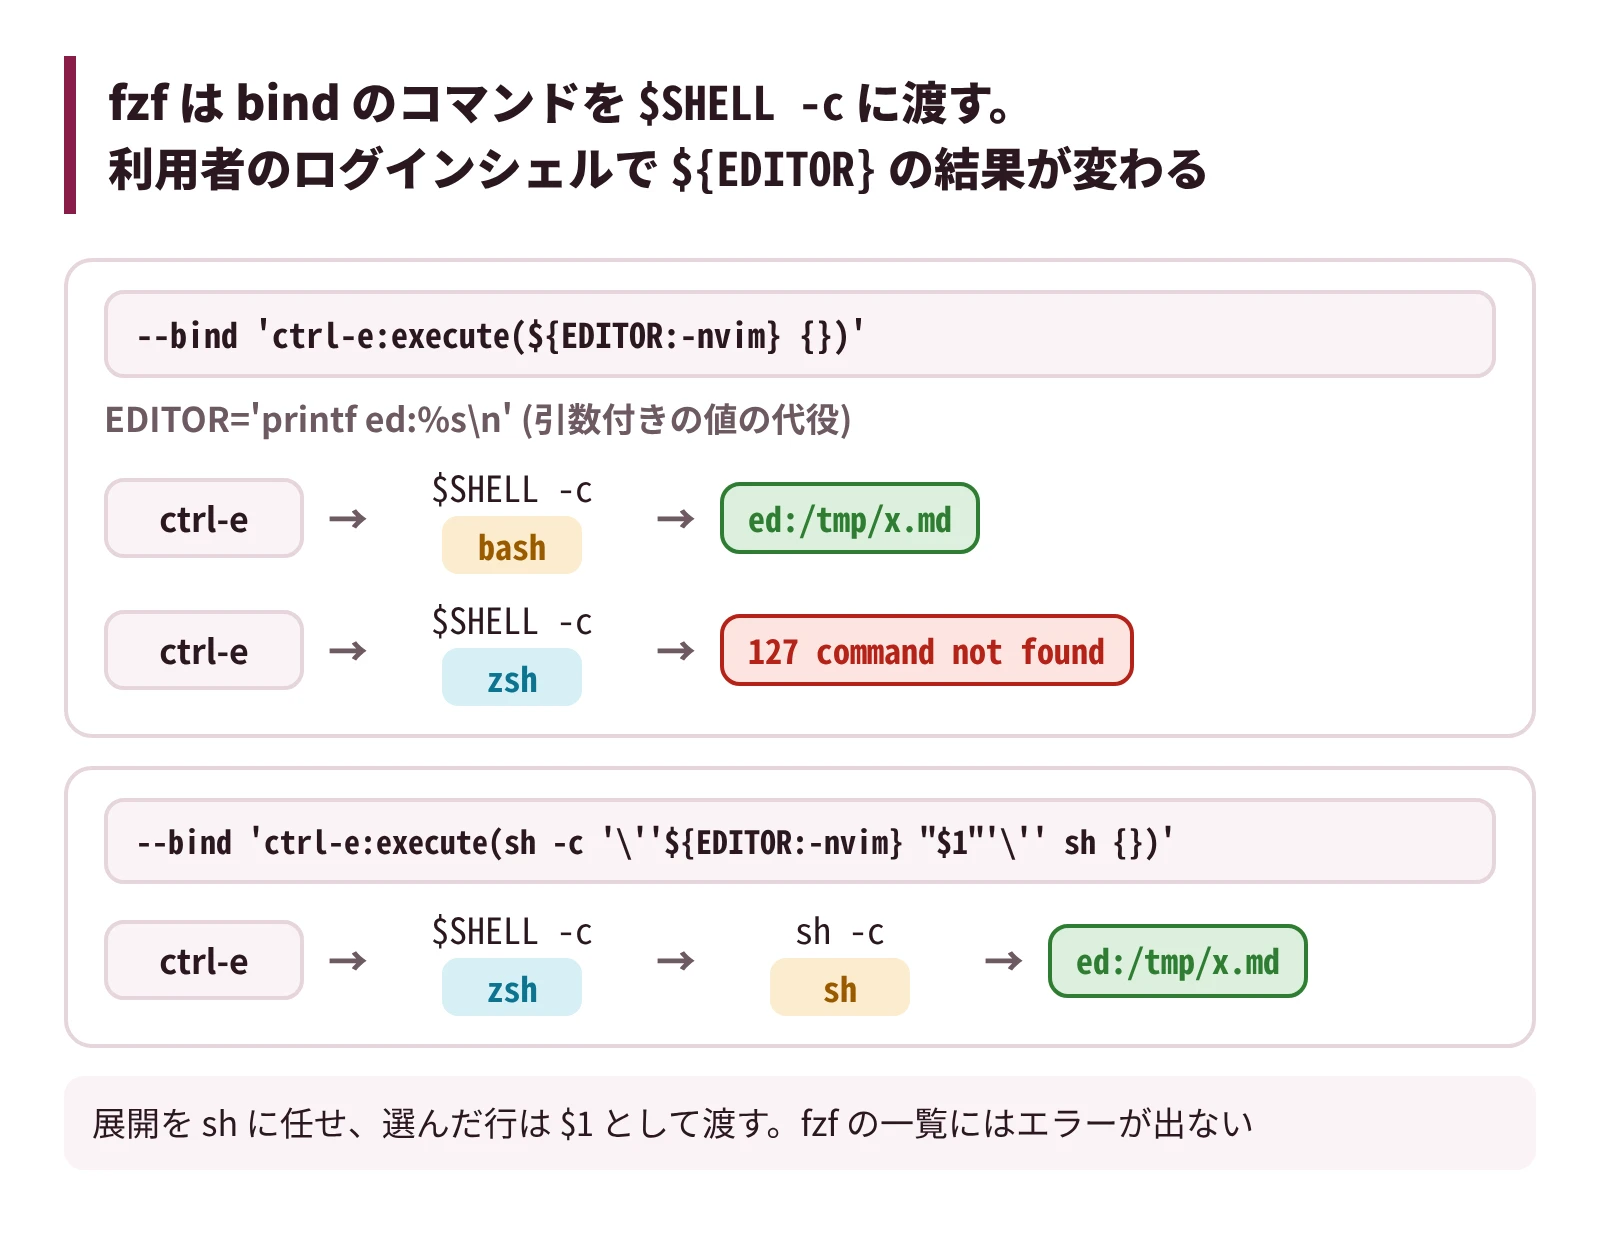 fzf は bind のコマンドを $SHELL -c に渡す。
利用者のログインシェルで ${EDITOR} の結果が変わる
--bind 'ctrl-e:execute(${EDITOR:-nvim} {})'
EDITOR='printf ed:%s\n' (引数付きの値の代役)
ctrl-e → $SHELL -c bash → ed:/tmp/x.md
ctrl-e → $SHELL -c zsh → 127 command not found
--bind 'ctrl-e:execute(sh -c '\''${EDITOR:-nvim} "$1"'\'' sh {})'
ctrl-e → $SHELL -c zsh → sh -c sh → ed:/tmp/x.md
展開を sh に任せ、選んだ行は $1 として渡す。fzf の一覧にはエラーが出ない